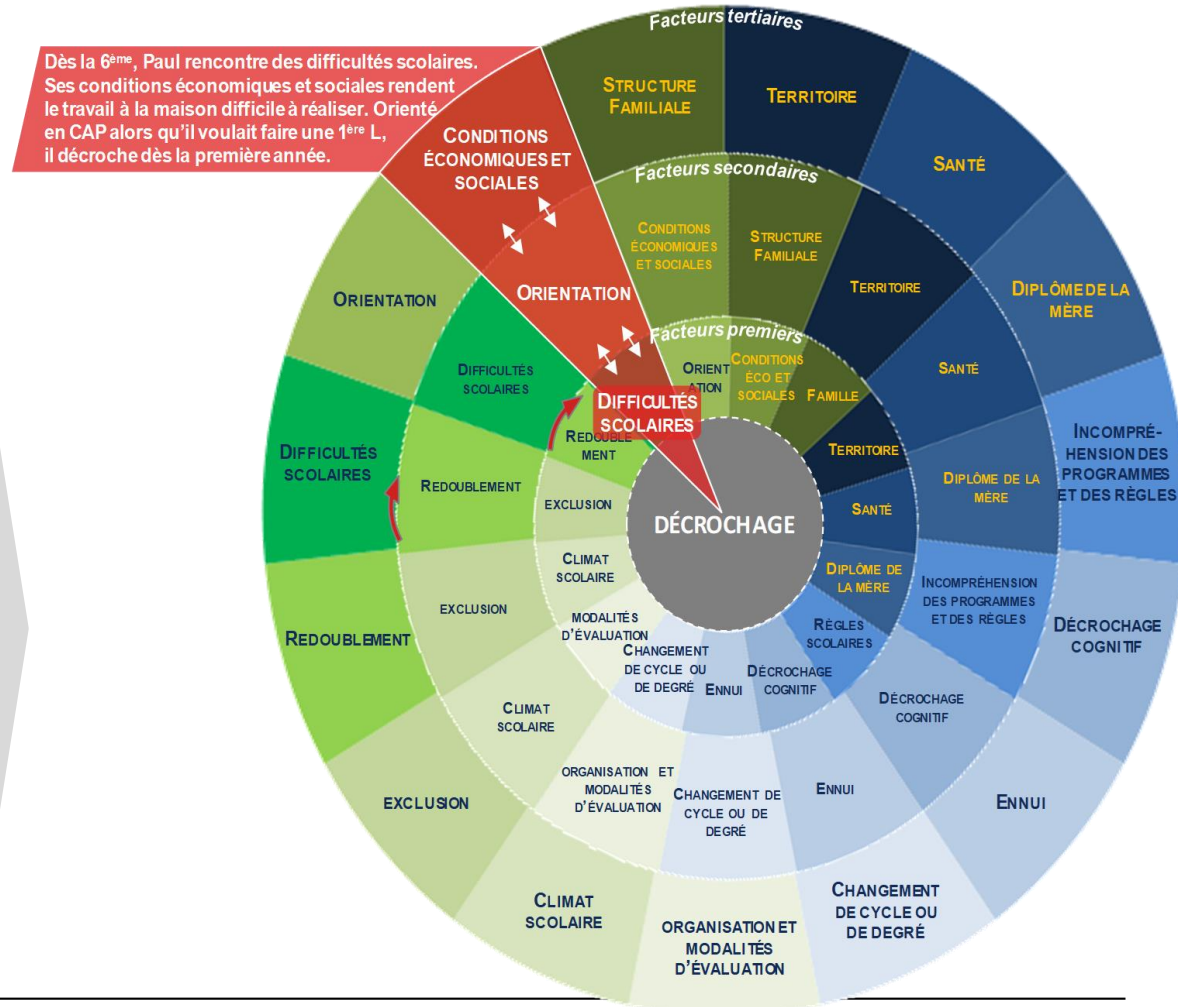 Dès la 6ème, Paul rencontre des difficultés scolaires.
Ses conditions économiques et sociales rendent
le travail à la maison difficile à réaliser. Orienté
en CAP alors qu'il voulait faire une 1ère L,
il décroche dès la première année.
Facteurs tertiaires
CONDITIONS
ÉCONOMIQUES ET
SOCIALES
STRUCTURE
FAMILIALE
TERRITOIRE
SANTÉ
DIPLÔME DE LA
MÈRE
INCOMPRÉ-
HENSION DES
PROGRAMMES
ET DES RÈGLES
DÉCROCHAGE
COGNITIF
ENNUI
CHANGEMENT
DE CYCLE OU
DE DEGRÉ
ORGANISATION ET
MODALITÉS
D'ÉVALUATION
CLIMAT
SCOLAIRE
EXCLUSION
REDOUBLEMENT
DIFFICULTÉS
SCOLAIRES
ORIENTATION
Facteurs secondaires
ORIENTATION
CONDITIONS
ÉCONOMIQUES
ET SOCIALES
STRUCTURE
FAMILIALE
TERRITOIRE
SANTÉ
DIPLÔME DE LA
MÈRE
INCOMPRÉHENSION
DES PROGRAMMES
ET DES RÈGLES
DÉCROCHAGE
COGNITIF
ENNUI
CHANGEMENT DE
CYCLE OU DE
DEGRÉ
ORGANISATION ET
MODALITÉS
D'ÉVALUATION
CLIMAT
SCOLAIRE
EXCLUSION
REDOUBLEMENT
DIFFICULTÉS
SCOLAIRES
Facteurs premiers
DIFFICULTÉS
SCOLAIRES
ORIENT
ATION
CONDITIONS
ÉCO ET
SOCIALES
FAMILLE
TERRITOIRE
SANTÉ
DIPLÔME DE
LA MÈRE
RÈGLES
SCOLAIRES
DÉCROCHAGE
COGNITIF
ENNUI
CHANGEMENT
DE CYCLE OU
DE DEGRÉ
MODALITÉS
D'ÉVALUATION
CLIMAT
SCOLAIRE
EXCLUSION
REDOUBLE
MENT
DÉCROCHAGE